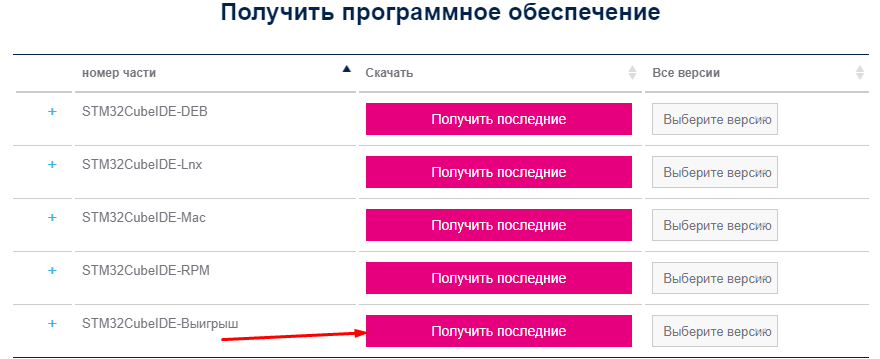 Получить программное обеспечение
номер части Скачать Все версии
STM32CubeIDE-DEB Получить последние Выберите версию
STM32CubeIDE-Lnx Получить последние Выберите версию
STM32CubeIDE-Mac Получить последние Выберите версию
STM32CubeIDE-RPM Получить последние Выберите версию
STM32CubeIDE-Выигрыш Получить последние Выберите версию